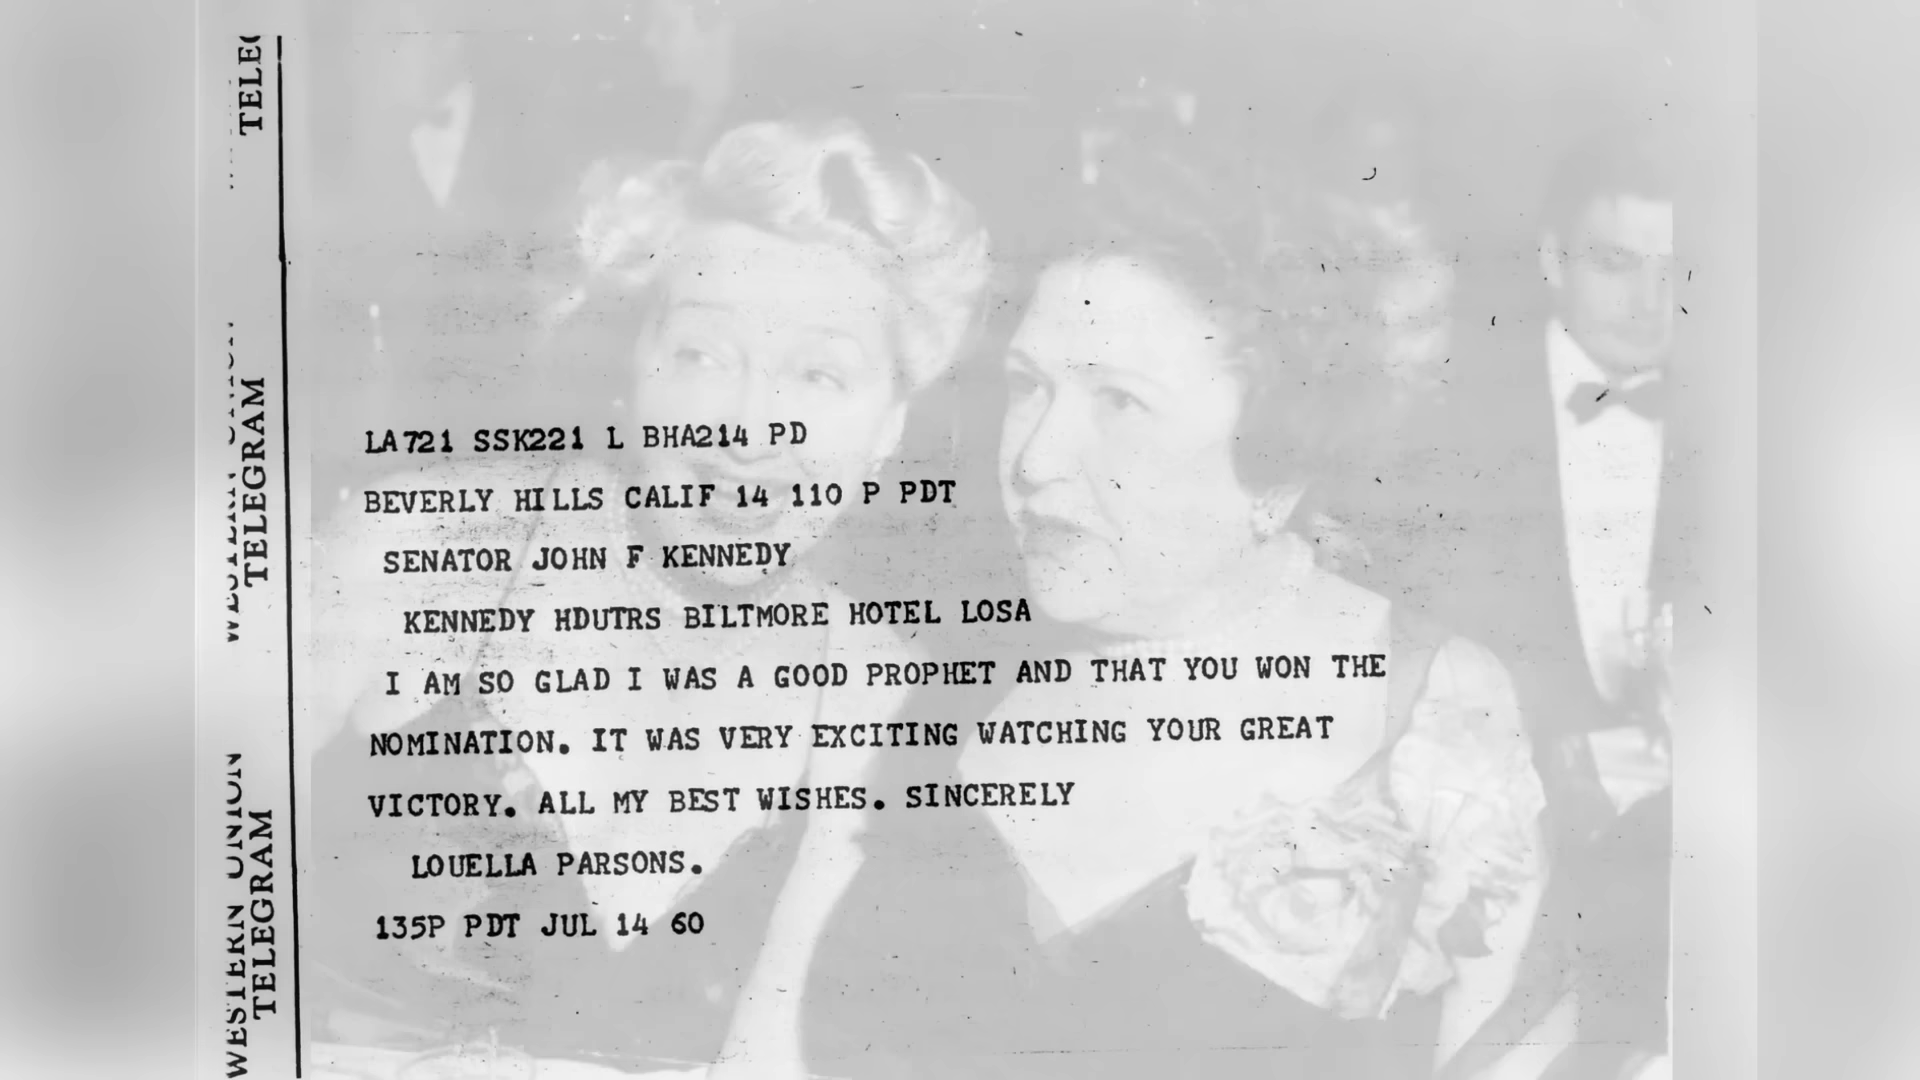 TELE
TELEGRAM
WESTERN UNION
TELEGRAM
LA721 SSK221 L BHA214 PD
BEVERLY HILLS CALIF 14 110 P PDT
SENATOR JOHN F KENNEDY
KENNEDY HDUTRS BILTMORE HOTEL LOSA
I AM SO GLAD I WAS A GOOD PROPHET AND THAT YOU WON THE
NOMINATION. IT WAS VERY EXCITING WATCHING YOUR GREAT
VICTORY. ALL MY BEST WISHES. SINCERELY
LOUELLA PARSONS.
135P PDT JUL 14 60